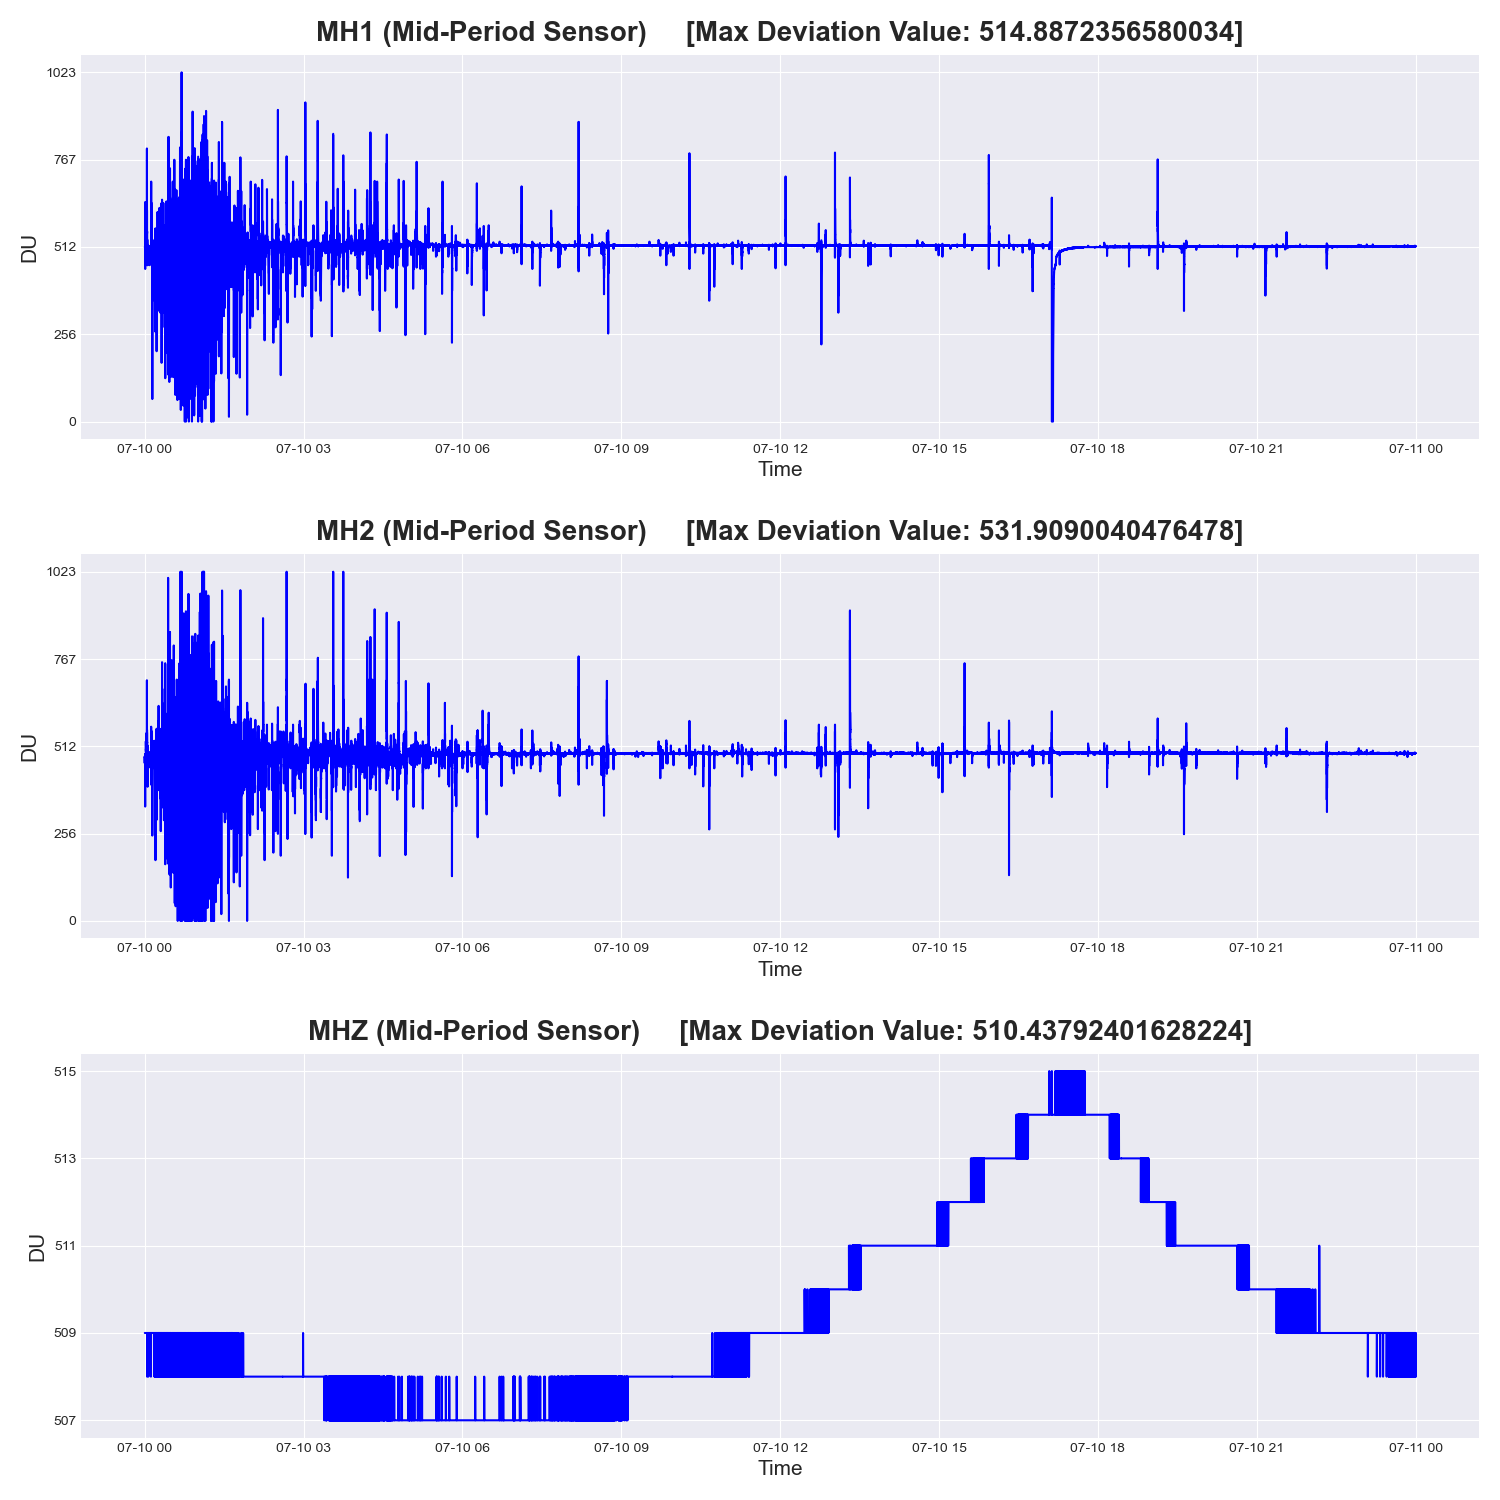 MH1 (Mid-Period Sensor)     [Max Deviation Value: 514.8872356580034]
1023
767
512
256
0
DU
07-10 00 07-10 03 07-10 06 07-10 09 07-10 12 07-10 15 07-10 18 07-10 21 07-11 00
Time
MH2 (Mid-Period Sensor)     [Max Deviation Value: 531.9090040476478]
1023
767
512
256
0
DU
07-10 00 07-10 03 07-10 06 07-10 09 07-10 12 07-10 15 07-10 18 07-10 21 07-11 00
Time
MHZ (Mid-Period Sensor)     [Max Deviation Value: 510.43792401628224]
515
513
511
509
507
DU
07-10 00 07-10 03 07-10 06 07-10 09 07-10 12 07-10 15 07-10 18 07-10 21 07-11 00
Time